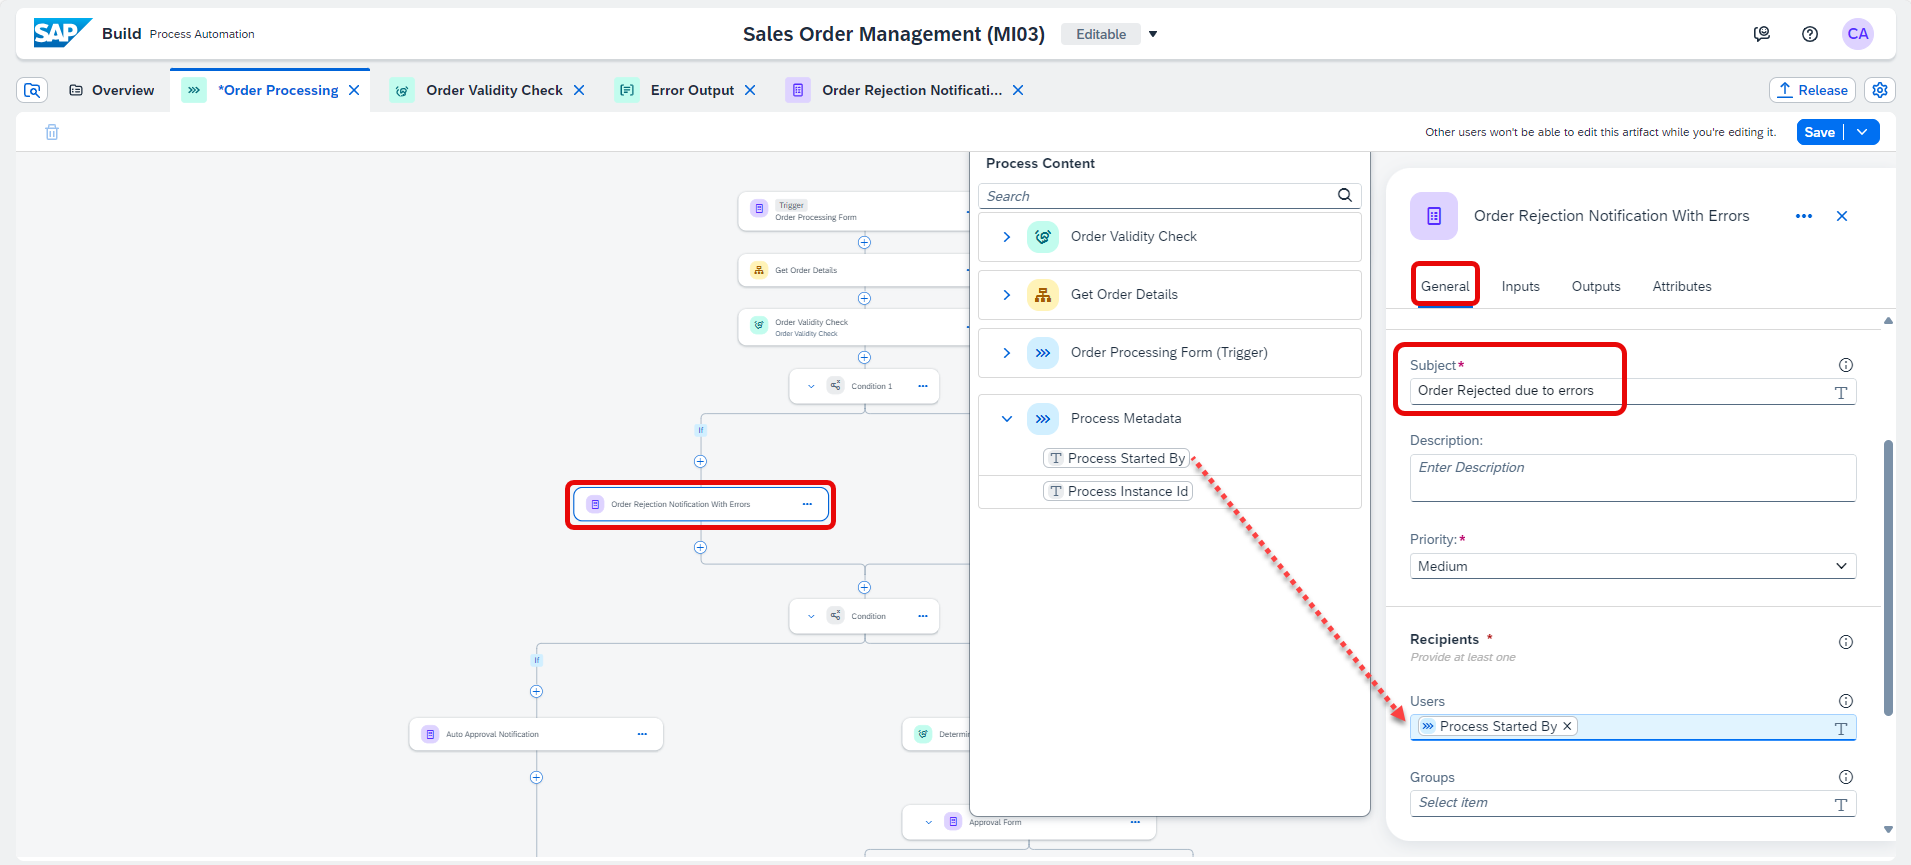 SAP Build Process Automation
Sales Order Management (MI03) Editable
CA
Overview
*Order Processing
Order Validity Check
Error Output
Order Rejection Notificati...
Release
Other users won't be able to edit this artifact while you're editing it.
Save
Trigger
Order Processing Form
Get Order Details
Order Validity Check
Order Validity Check
Condition 1
If
Order Rejection Notification With Errors
Condition
If
Auto Approval Notification
Determin
Approval Form
Process Content
Search
Order Validity Check
Get Order Details
Order Processing Form (Trigger)
Process Metadata
T Process Started By
T Process Instance Id
Order Rejection Notification With Errors
General Inputs Outputs Attributes
Subject*
Order Rejected due to errors T
Description:
Enter Description
Priority:*
Medium
Recipients *
Provide at least one
Users
Process Started By T
Groups
Select item T